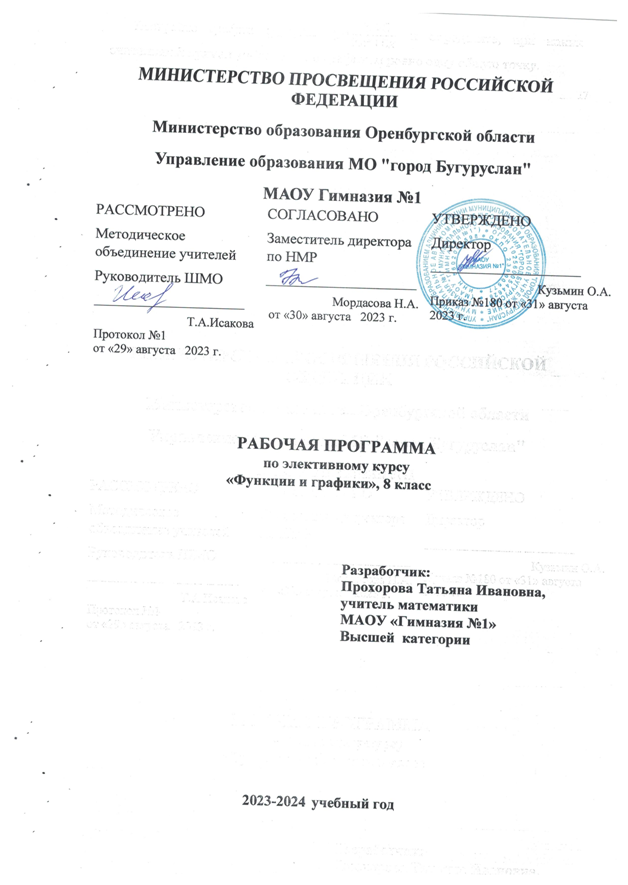 МИНИСТЕРСТВО ПРОСВЕЩЕНИЯ РОССИЙСКОЙ
ФЕДЕРАЦИИ
Министерство образования Оренбургской области
Управление образования МО "город Бугуруслан"
МАОУ Гимназия №1
РАССМОТРЕНО
Методическое
объединение учителей
Руководитель ШМО
Т.А.Исакова
Протокол №1
от «29» августа 2023 г.
СОГЛАСОВАНО
Заместитель директора
по НМР
Мордасова Н.А.
от «30» августа 2023 г.
УТВЕРЖДЕНО
Директор
Кузьмин О.А.
Приказ №180 от «31» августа
2023 г.
РАБОЧАЯ ПРОГРАММА
по элективному курсу
«Функции и графики», 8 класс
Разработчик:
Прохорова Татьяна Ивановна,
учитель математики
МАОУ «Гимназия №1»
Высшей категории
2023-2024 учебный год